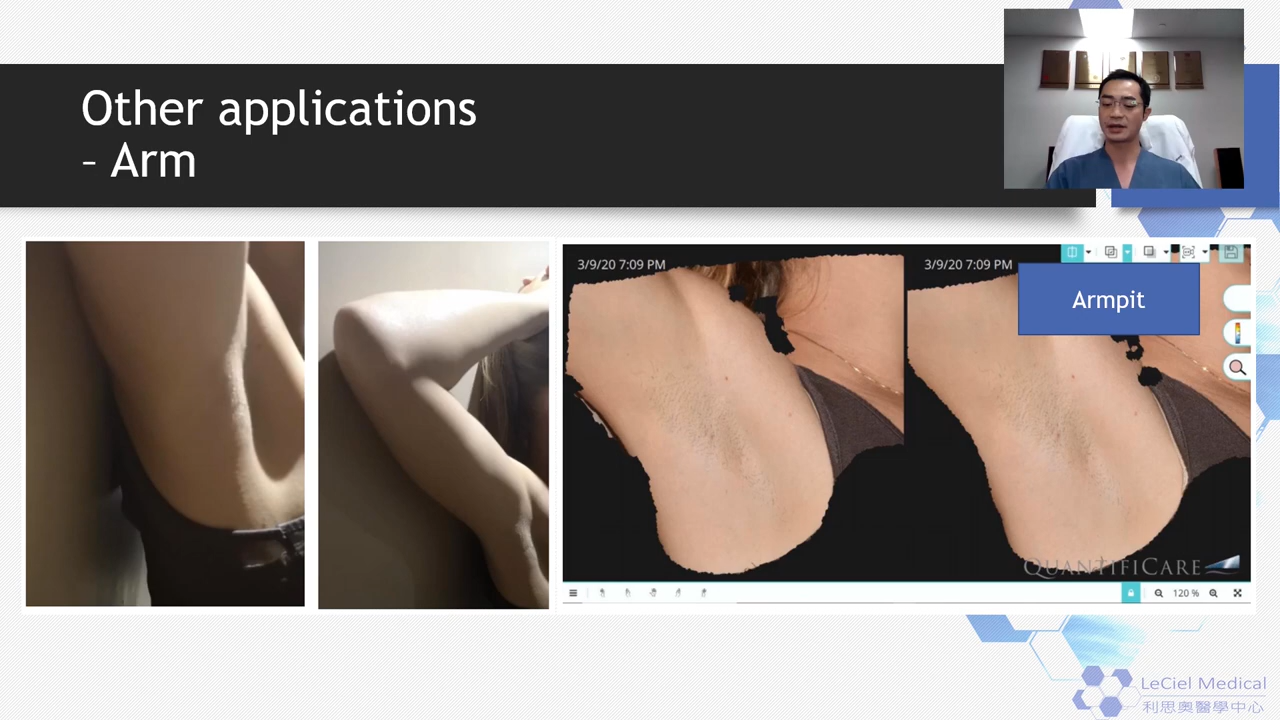 Other applications
– Arm
3/9/20 7:09 PM
3/9/20 7:09 PM
Armpit
QUANTIFICARE
120 %
LeCiel Medical
利思奧醫學中心